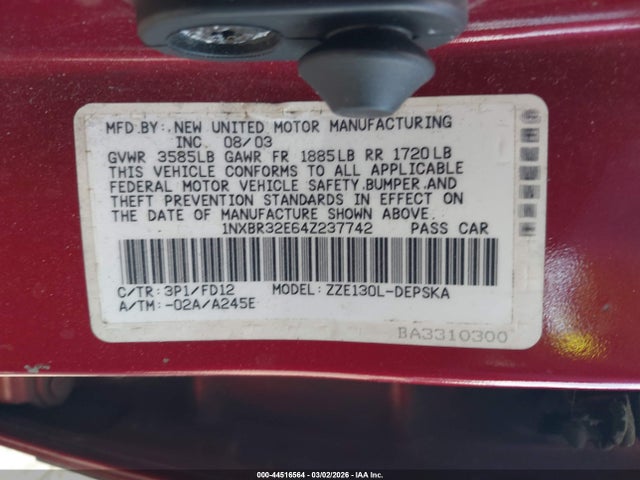 MFD.BY: NEW UNITED MOTOR MANUFACTURING
INC. 08/03
GVWR 3585LB GAWR FR 1885LB RR 1720LB
THIS VEHICLE CONFORMS TO ALL APPLICABLE
FEDERAL MOTOR VEHICLE SAFETY,BUMPER,AND
THEFT PREVENTION STANDARDS IN EFFECT ON
THE DATE OF MANUFACTURE SHOWN ABOVE.
1NXBR32E64Z237742 PASS CAR
C/TR: 3P1/FD12 MODEL: ZZE130L-DEPSKA
A/TM: -02A/A245E
BA3310300
000-44516564 | 03/02/2026 - IAA Inc.